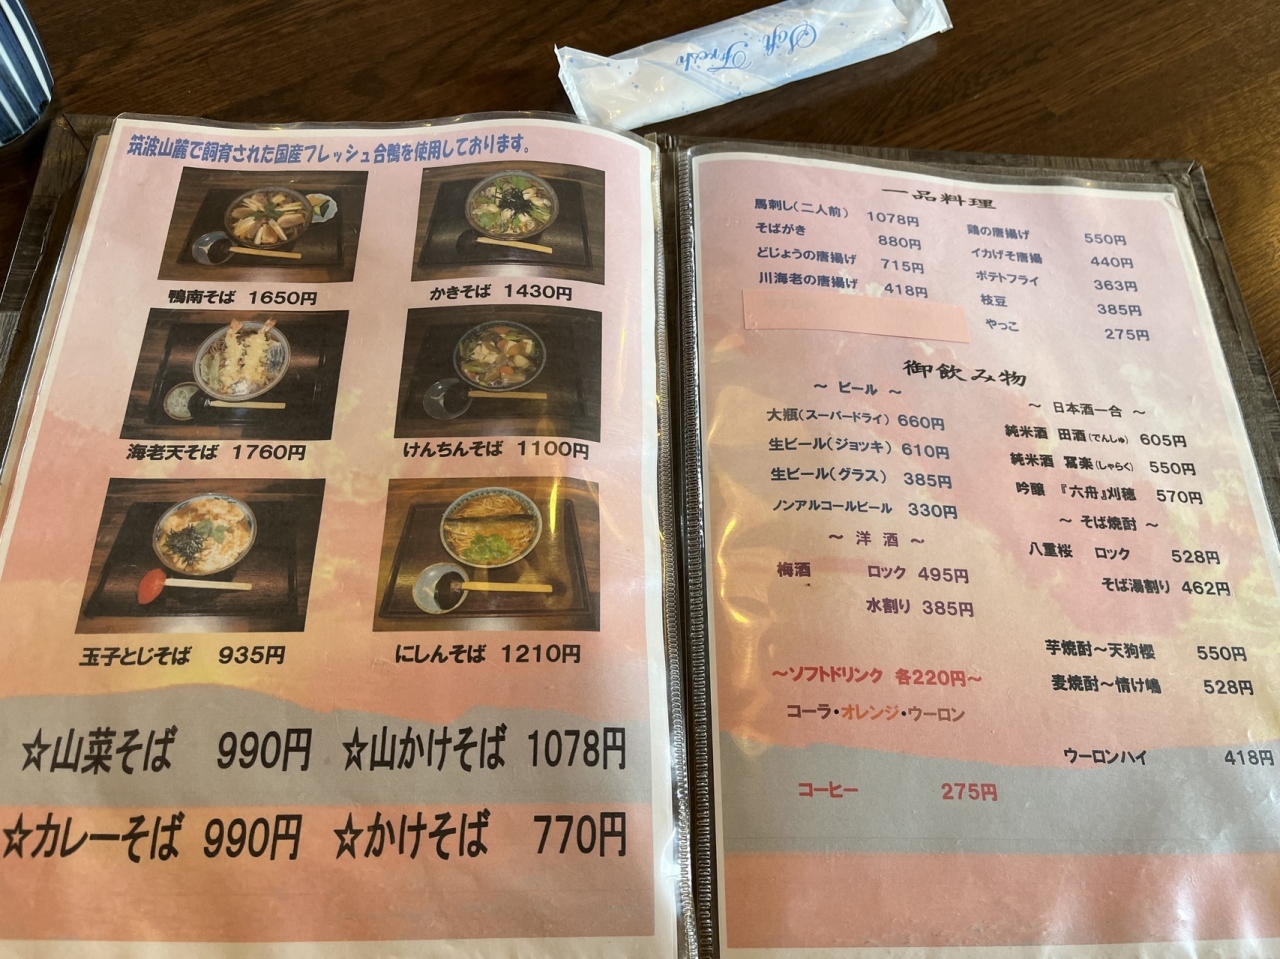 Soft Fresh
筑波山麓で飼育された国産フレッシュ合鴨を使用しております。
鴨南そば 1650円
かきそば 1430円
海老天そば 1760円
けんちんそば 1100円
玉子とじそば 935円
にしんそば 1210円
☆山菜そば 990円
☆山かけそば 1078円
☆カレーそば 990円
☆かけそば 770円
一品料理
馬刺し(二人前) 1078円
そばがき 880円
どじょうの唐揚げ 715円
川海老の唐揚げ 418円
鶏の唐揚げ 550円
イカげそ唐揚 440円
ポテトフライ 363円
枝豆 385円
やっこ 275円
御飲み物
～ ビール ～
大瓶(スーパードライ) 660円
生ビール(ジョッキ) 610円
生ビール(グラス) 385円
ノンアルコールビール 330円
～ 洋 酒 ～
梅酒 ロック 495円
水割り 385円
～ソフトドリンク 各220円～
コーラ・オレンジ・ウーロン
コーヒー 275円
～ 日本酒一合 ～
純米酒 田酒(でんしゅ) 605円
純米酒 冩楽(しゃらく) 550円
吟醸 『六舟』刈穂 570円
～ そば焼酎 ～
八重桜 ロック 528円
そば湯割り 462円
芋焼酎～天狗櫻 550円
麦焼酎～情け嶋 528円
ウーロンハイ 418円